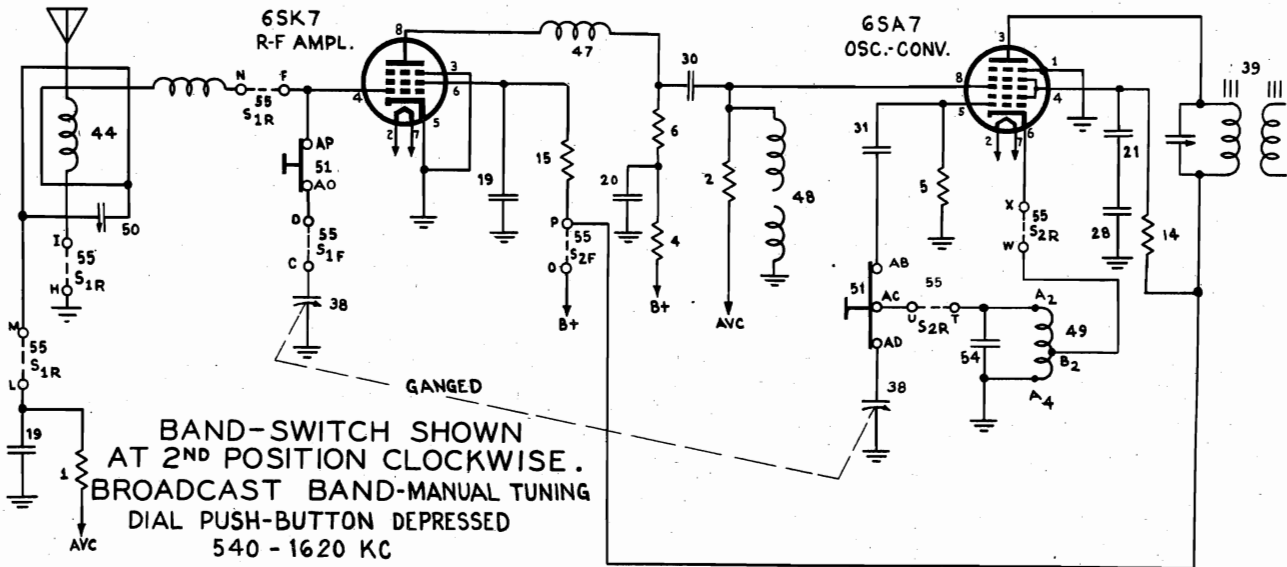 6SK7
R-F AMPL.
6SA7
OSC.-CONV.
8
3
6
4
5
2
7
47
30
3
1
8
4
5
6
2
7
39
44
N
F
55
S1R
AP
51
AO
15
19
20
6
4
2
48
31
5
21
28
14
50
I
55
S1R
H
D
55
S1F
C
38
P
55
S2F
O
B+
B+
AVC
X
55
S2R
W
AB
51
AC
AD
55
U
S2R
T
A2
49
B2
A4
54
38
M
55
S1R
L
19
1
AVC
GANGED
BAND-SWITCH SHOWN
AT 2ND POSITION CLOCKWISE.
BROADCAST BAND-MANUAL TUNING
DIAL PUSH-BUTTON DEPRESSED
540 - 1620 KC